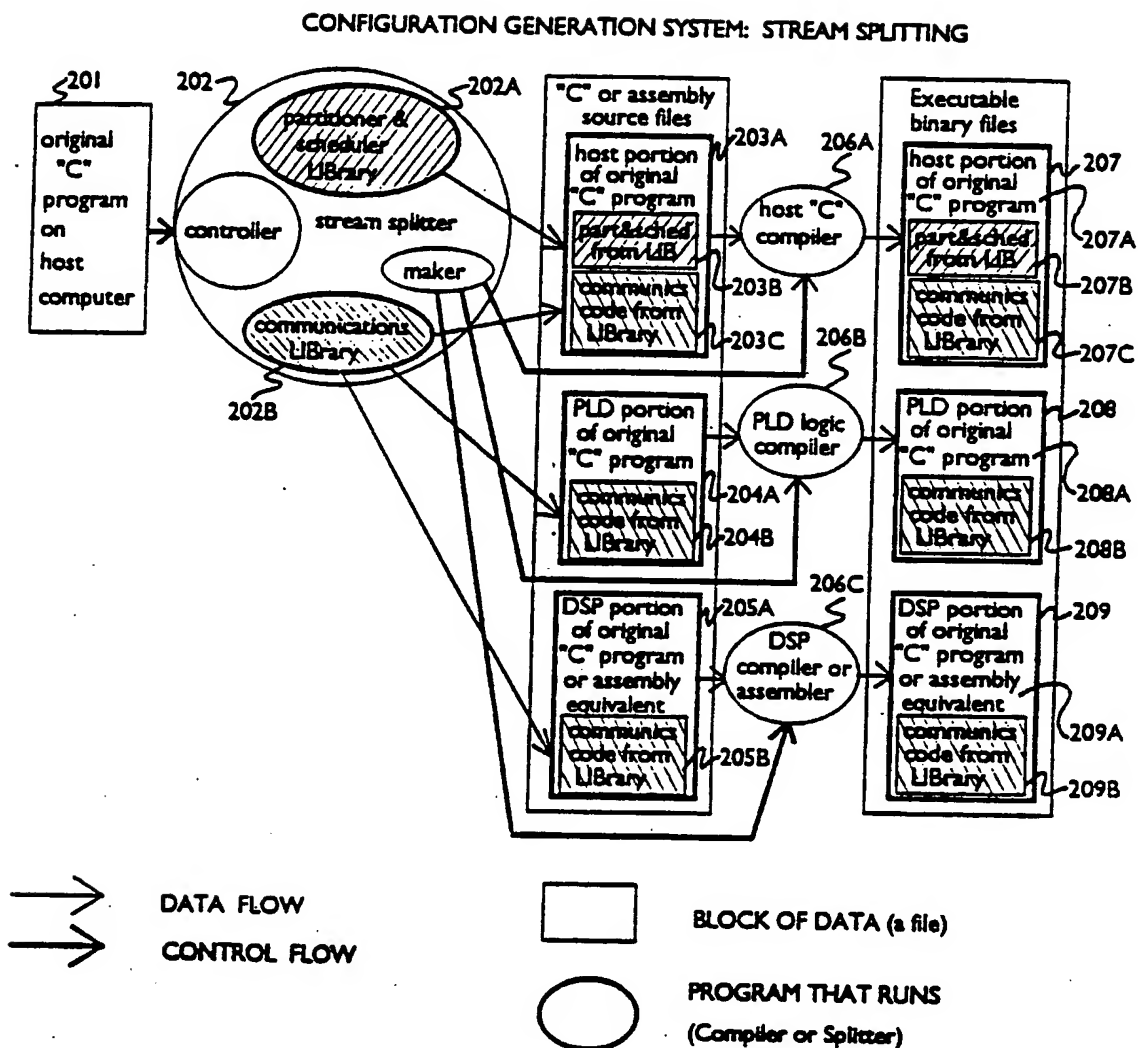 CONFIGURATION GENERATION SYSTEM: STREAM SPLITTING
201
original
"C"
program
on
host
computer
202
202A
partitioner &
scheduler
LIBrary
controller
stream splitter
maker
communications
LIBrary
202B
"C" or assembly
source files
203A
host portion
of original
"C" program
part&sched
from LIB
203B
communics
code from
LIBrary
203C
PLD portion
of original
"C" program
204A
communics
code from
LIBrary
204B
205A
DSP portion
of original
"C" program
or assembly
equivalent
communics
code from
LIBrary
205B
206A
host "C"
compiler
206B
PLD logic
compiler
206C
DSP
compiler or
assembler
Executable
binary files
207
host portion
of original
"C" program
207A
part&sched
from LIB
207B
communics
code from
LIBrary
207C
208
PLD portion
of original
"C" program
208A
communics
code from
LIBrary
208B
209
DSP portion
of original
"C" program
or assembly
equivalent
209A
communics
code from
LIBrary
209B
DATA FLOW
CONTROL FLOW
BLOCK OF DATA (a file)
PROGRAM THAT RUNS
(Compiler or Splitter)